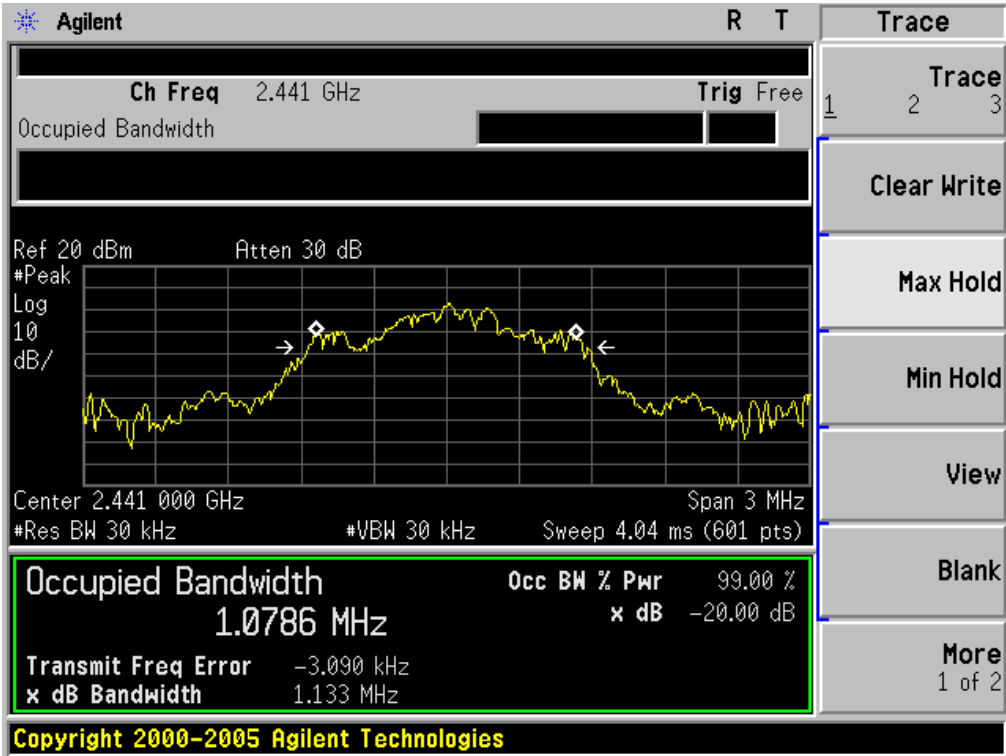 Agilent R T
Trace
Ch Freq 2.441 GHz Trig Free
Occupied Bandwidth
Ref 20 dBm Atten 30 dB
#Peak
Log
10
dB/
Center 2.441 000 GHz Span 3 MHz
#Res BW 30 kHz #VBW 30 kHz Sweep 4.04 ms (601 pts)
Occupied Bandwidth
1.0786 MHz
Occ BW % Pwr 99.00 %
x dB -20.00 dB
Transmit Freq Error -3.090 kHz
x dB Bandwidth 1.133 MHz
Copyright 2000-2005 Agilent Technologies
Trace
1 2 3
Clear Write
Max Hold
Min Hold
View
Blank
More
1 of 2